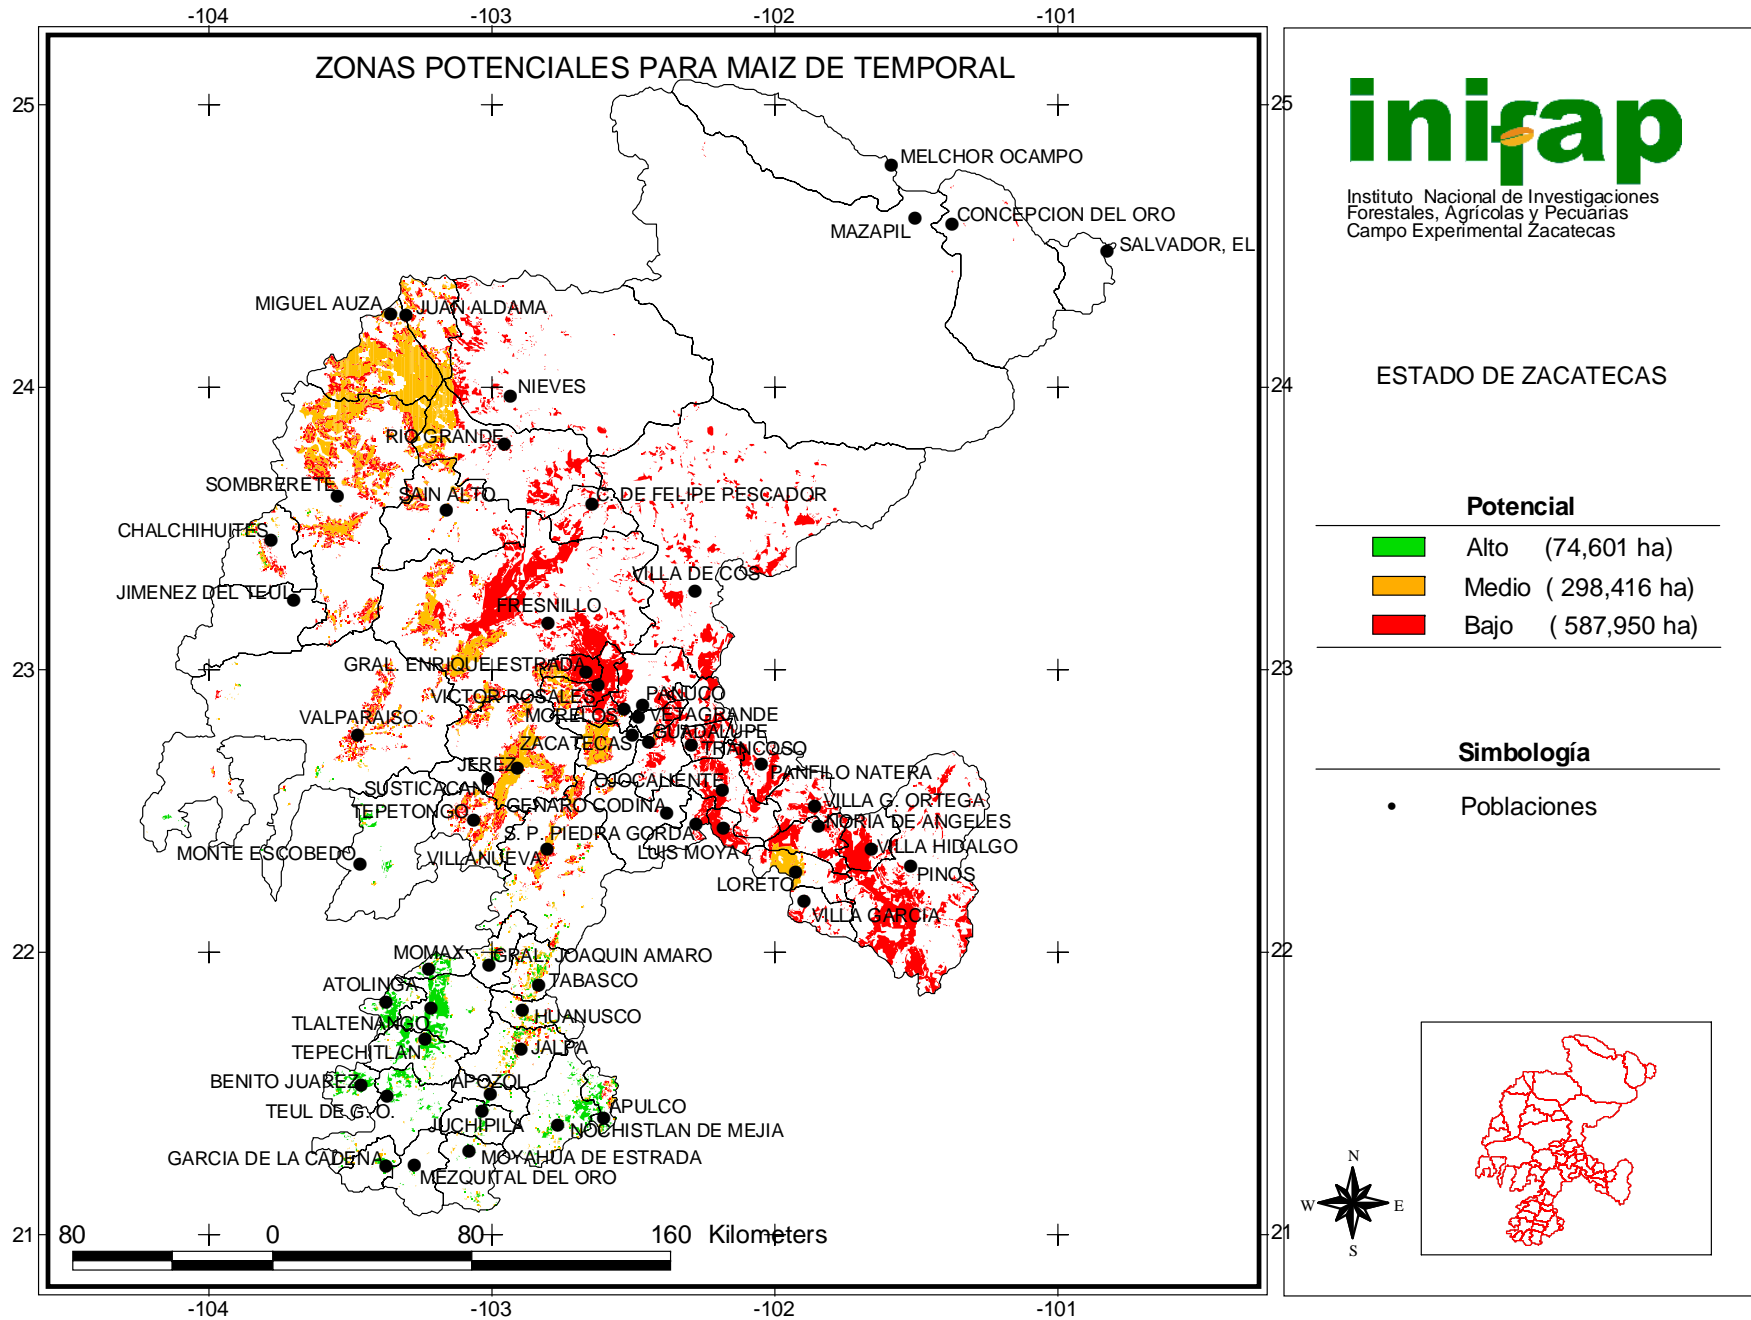 -104
-103
-102
-101
ZONAS POTENCIALES PARA MAIZ DE TEMPORAL
25
25
MELCHOR OCAMPO
CONCEPCION DEL ORO
MAZAPIL
SALVADOR, EL
MIGUEL AUZA
JUAN ALDAMA
24
24
NIEVES
RIO GRANDE
SOMBRERETE
SAIN ALTO
C. DE FELIPE PESCADOR
CHALCHIHUITES
VILLA DE COS
JIMENEZ DEL TEUL
FRESNILLO
23
23
GRAL. ENRIQUE ESTRADA
VICTOR ROSALES
PANUCO
MORELOS
VETAGRANDE
VALPARAISO
GUADALUPE
ZACATECAS
TRANCOSO
JEREZ
PANFILO NATERA
OJOCALIENTE
SUSTICACAN
VILLA G. ORTEGA
GENARO CODINA
TEPETONGO
NORIA DE ANGELES
S. P. PIEDRA GORDA
VILLA HIDALGO
MONTE ESCOBEDO
VILLANUEVA
LUIS MOYA
PINOS
LORETO
VILLA GARCIA
22
22
MOMAX
GRAL. JOAQUIN AMARO
ATOLINGA
TABASCO
TLALTENANGO
HUANUSCO
TEPECHITLAN
JALPA
BENITO JUAREZ
APOZOL
TEUL DE G. O.
APULCO
JUCHIPILA
NOCHISTLAN DE MEJIA
GARCIA DE LA CADENA
MOYAHUA DE ESTRADA
MEZQUITAL DEL ORO
21
21
80 0 80 160 Kilometers
-104
-103
-102
-101
inifap
Instituto Nacional de Investigaciones
Forestales, Agrícolas y Pecuarias
Campo Experimental Zacatecas
ESTADO DE ZACATECAS
Potencial
Alto (74,601 ha)
Medio ( 298,416 ha)
Bajo ( 587,950 ha)
Simbología
Poblaciones
N
W E
S